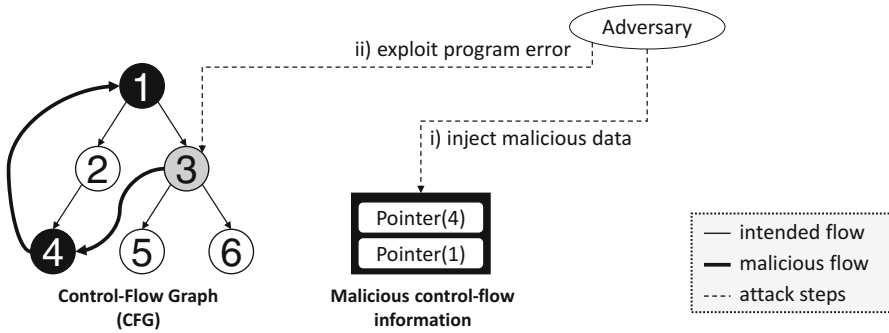 Adversary
ii) exploit program error
1
i) inject malicious data
2
3
4
5
6
Pointer(4)
Pointer(1)
intended flow
malicious flow
attack steps
Control-Flow Graph
(CFG)
Malicious control-flow
information